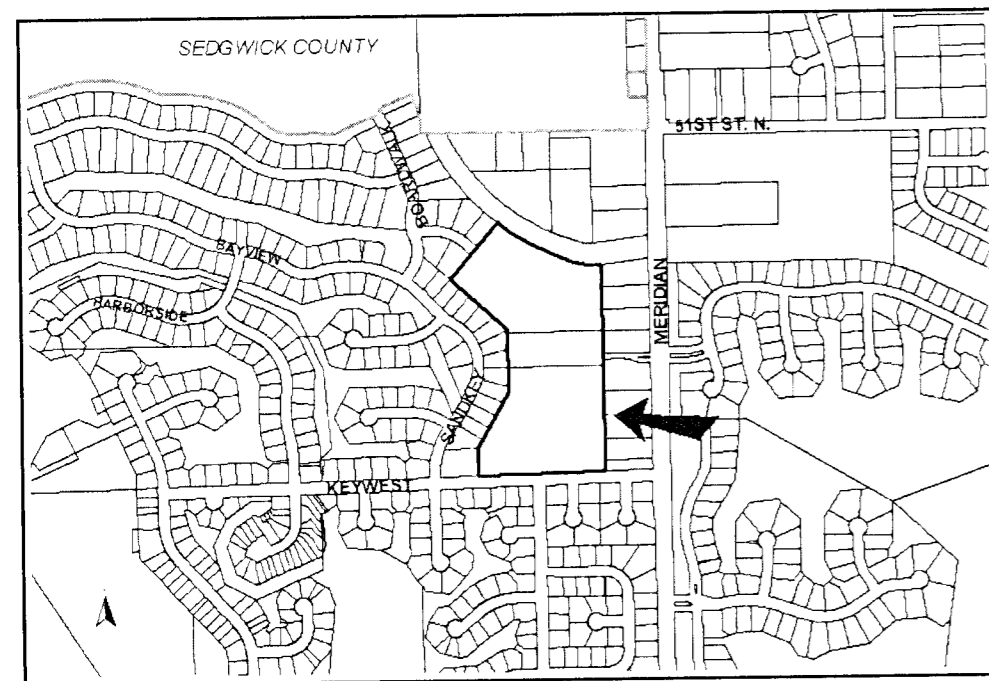 SEDGWICK COUNTY
51ST ST. N.
BOARDWALK
BAYVIEW
MERIDIAN
HARBORSIDE
SANDKEY
KEYWEST